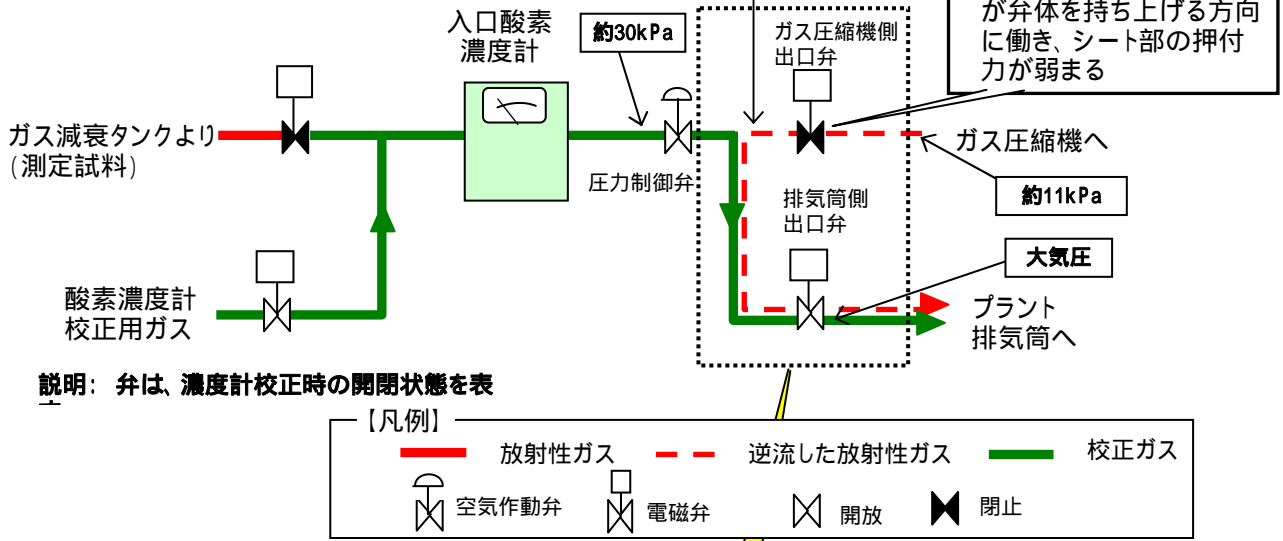 が弁体を持ち上げる方向
に働き、シート部の押付
力が弱まる
入口酸素
濃度計
約30kPa
ガス圧縮機側
出口弁
ガス減衰タンクより
(測定試料)
ガス圧縮機へ
圧力制御弁
約11kPa
排気筒側
出口弁
大気圧
酸素濃度計
校正用ガス
プラント
排気筒へ
説明: 弁は、濃度計校正時の開閉状態を表
【凡例】
放射性ガス
逆流した放射性ガス
校正ガス
空気作動弁
電磁弁
開放
閉止